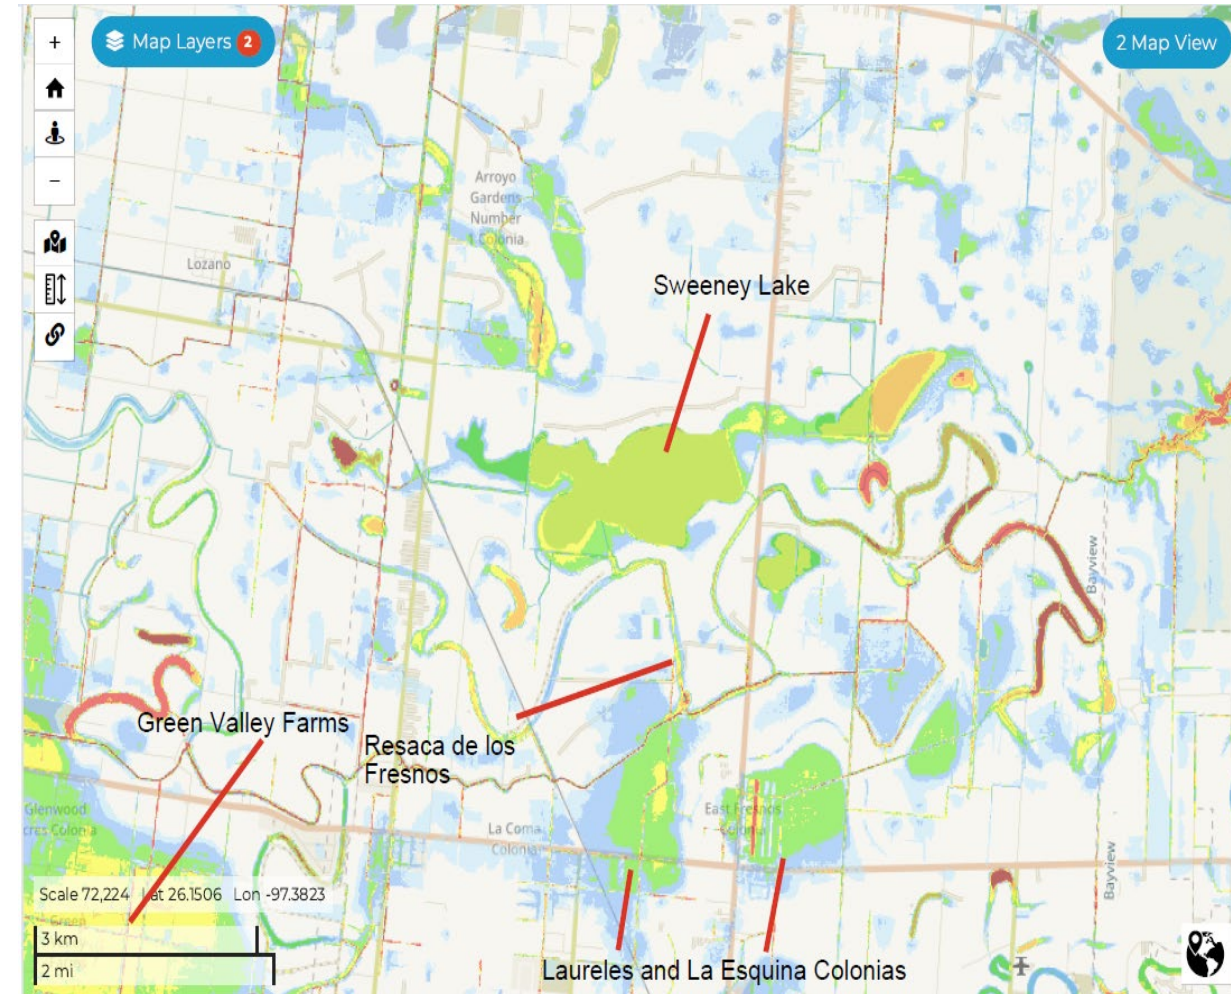 +
Map Layers 2
2 Map View
−
Arroyo
Gardens
Number
1 Colonia
Lozano
Sweeney Lake
Bayview
Green Valley Farms
Resaca de los
Fresnos
Glenwood
cres Colonia
La Coma
Colonia
East Fresnos
Colonia
Bayview
Scale 72,224 Lat 26.1506 Lon -97.3823
Green
3 km
2 mi
Laureles and La Esquina Colonias